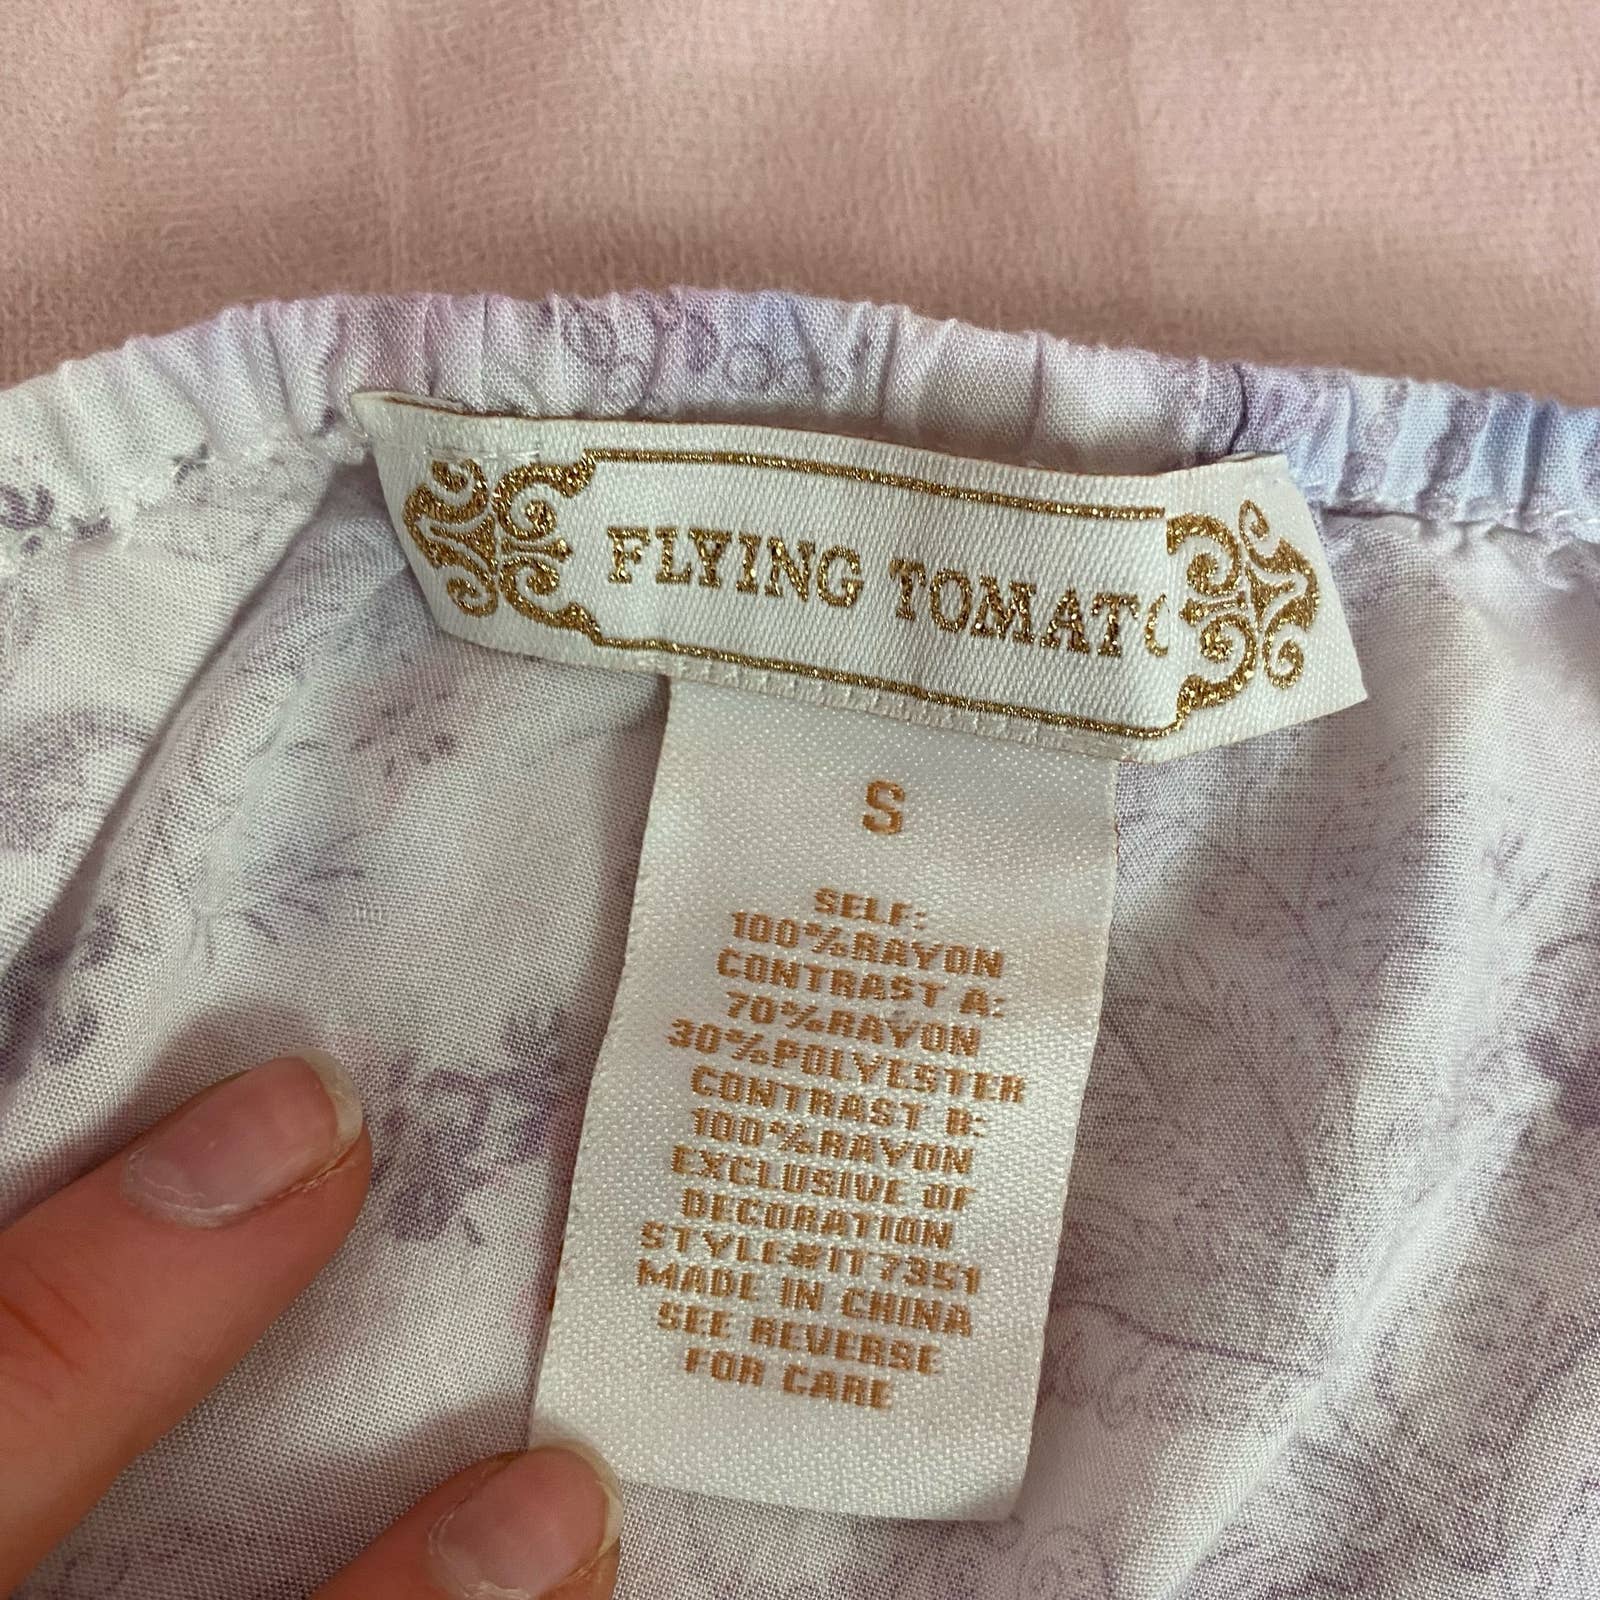 FLYING TOMATO
S
SELF:
100%RAYON
CONTRAST A:
70%RAYON
30%POLYESTER
CONTRAST B:
100%RAYON
EXCLUSIVE OF
DECORATION
STYLE#IT7351
MADE IN CHINA
SEE REVERSE
FOR CARE